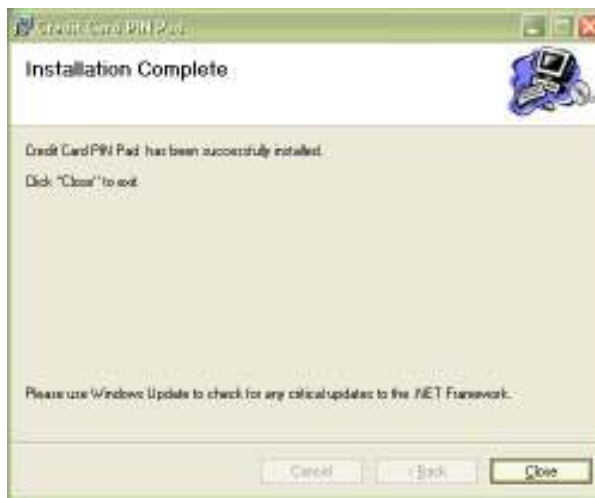 Credit Card PIN Pad
Installation Complete
Credit Card PIN Pad has been successfully installed.
Click "Close" to exit
Please use Windows Update to check for any critical updates to the .NET Framework.
Cancel
< Back
Close